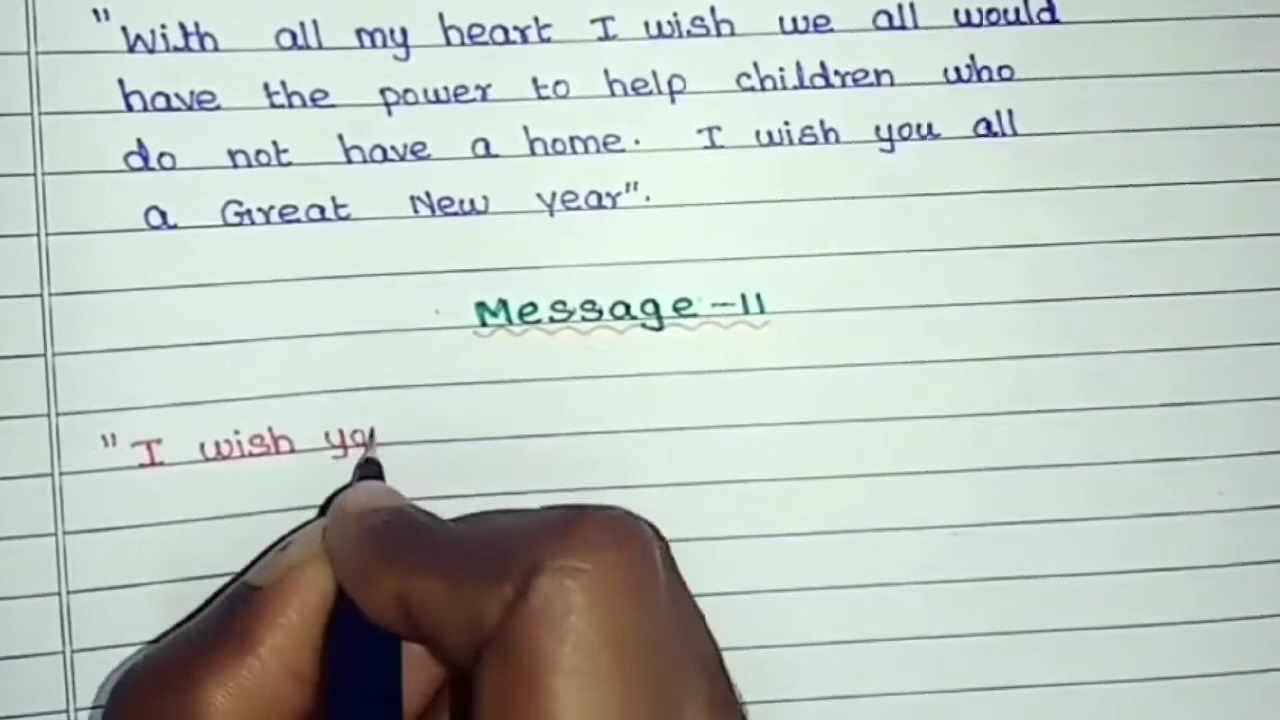 "With all my heart I wish we all would
have the power to help children who
do not have a home. I wish you all
a Great New year".
Message-11
"I wish